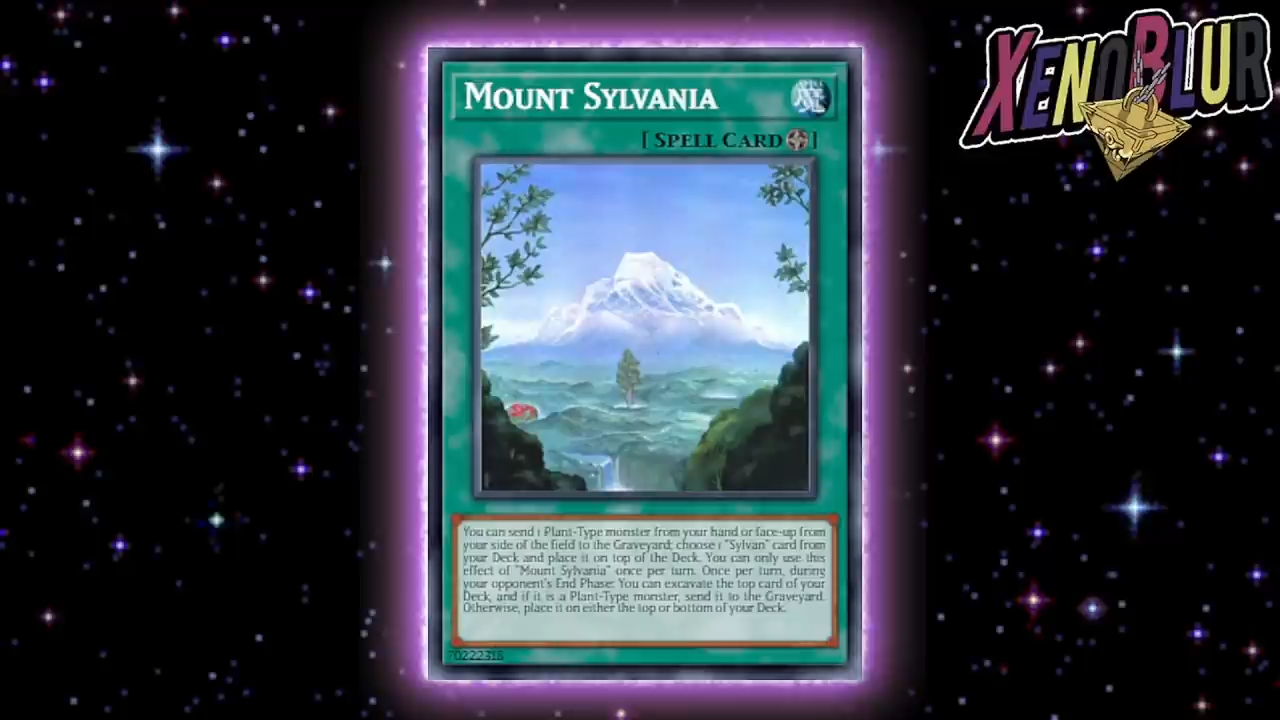 XENOBLUR
MOUNT SYLVANIA
[ SPELL CARD ]
You can send 1 Plant-Type monster from your hand or face-up from
your side of the field to the Graveyard; choose 1 "Sylvan" card from
your Deck and place it on top of the Deck. You can only use this
effect of "Mount Sylvania" once per turn. Once per turn, during
your opponent's End Phase: You can excavate the top card of your
Deck, and if it is a Plant-Type monster, send it to the Graveyard.
Otherwise, place it on either the top or bottom of your Deck.
70222318